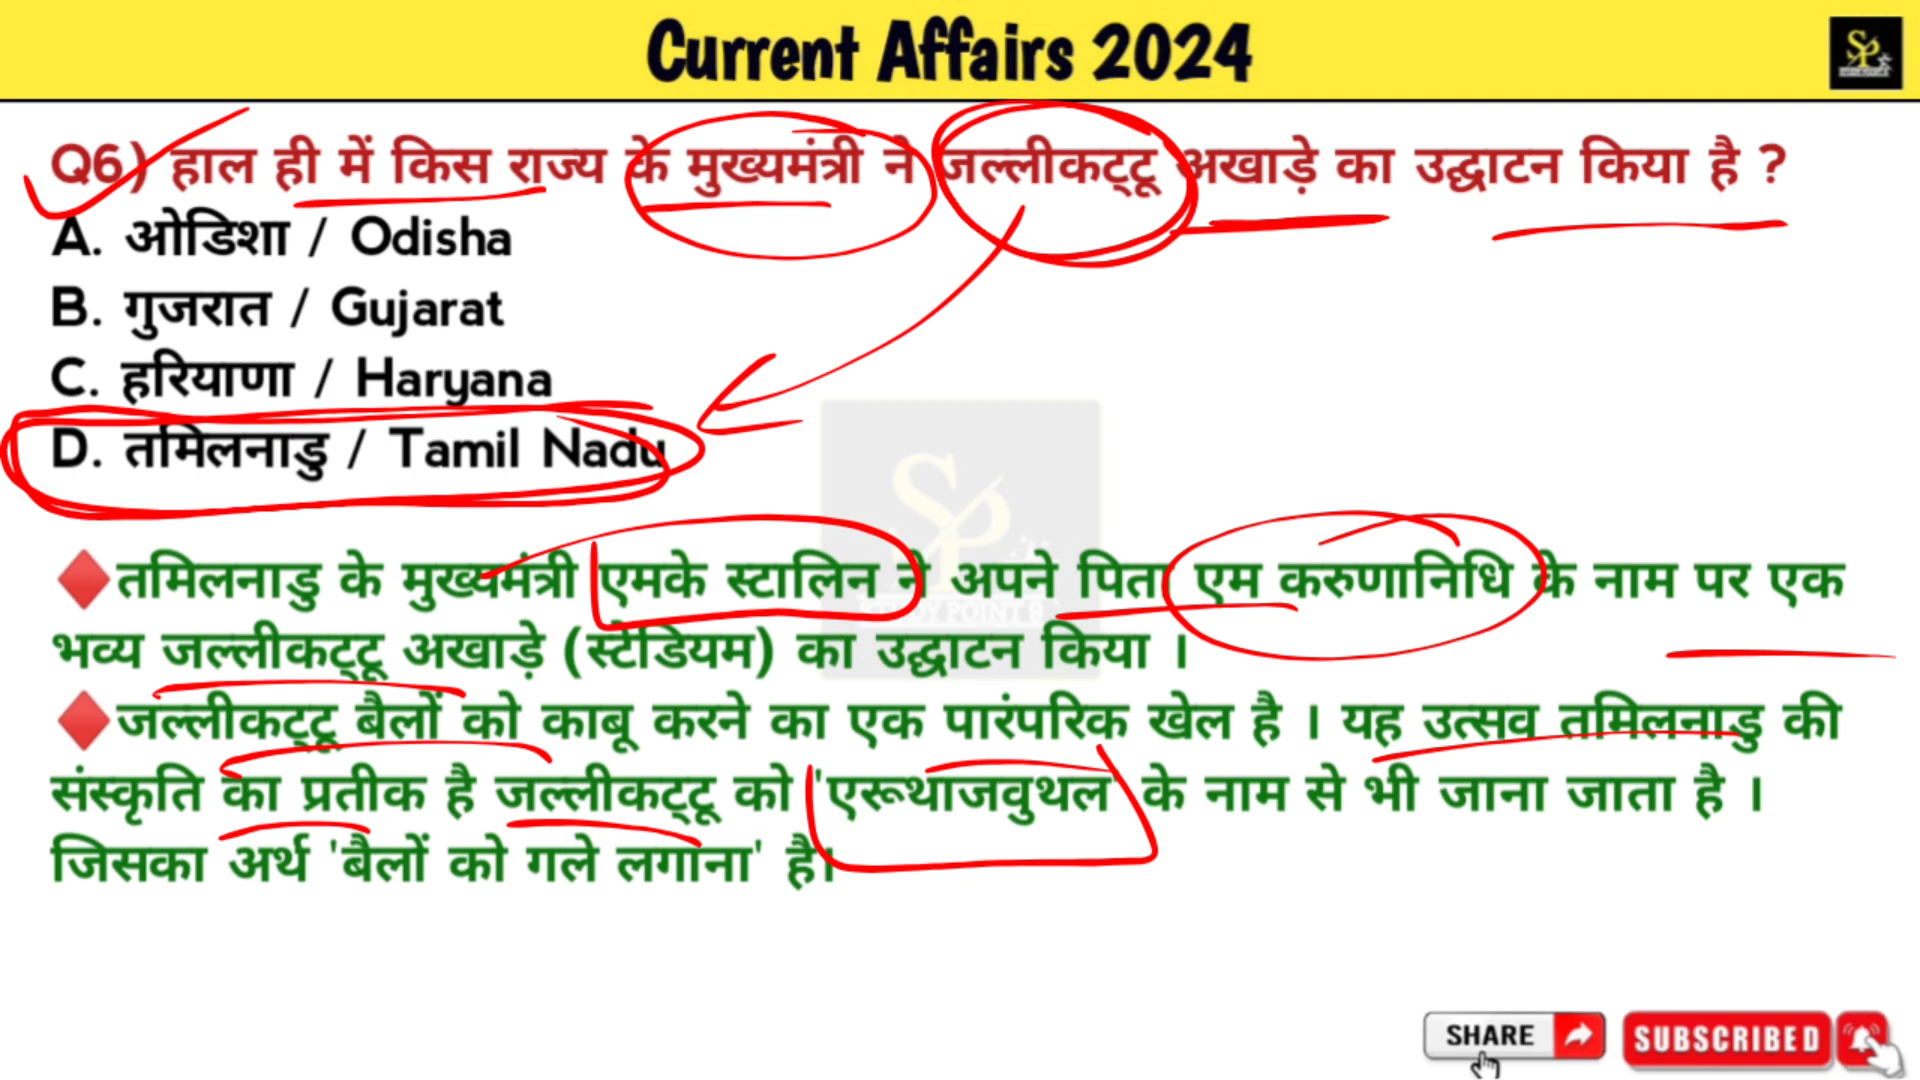 Current Affairs 2024
Q6) हाल ही में किस राज्य के मुख्यमंत्री ने जल्लीकट्टू अखाड़े का उद्घाटन किया है ?
A. ओडिशा / Odisha
B. गुजरात / Gujarat
C. हरियाणा / Haryana
D. तमिलनाडु / Tamil Nadu
तमिलनाडु के मुख्यमंत्री एमके स्टालिन ने अपने पिता एम करुणानिधि के नाम पर एक
भव्य जल्लीकट्टू अखाड़े (स्टेडियम) का उद्घाटन किया ।
जल्लीकट्टू बैलों को काबू करने का एक पारंपरिक खेल है । यह उत्सव तमिलनाडु की
संस्कृति का प्रतीक है जल्लीकट्टू को 'एरूथाजवुथल' के नाम से भी जाना जाता है ।
जिसका अर्थ 'बैलों को गले लगाना' है।
SHARE
SUBSCRIBED